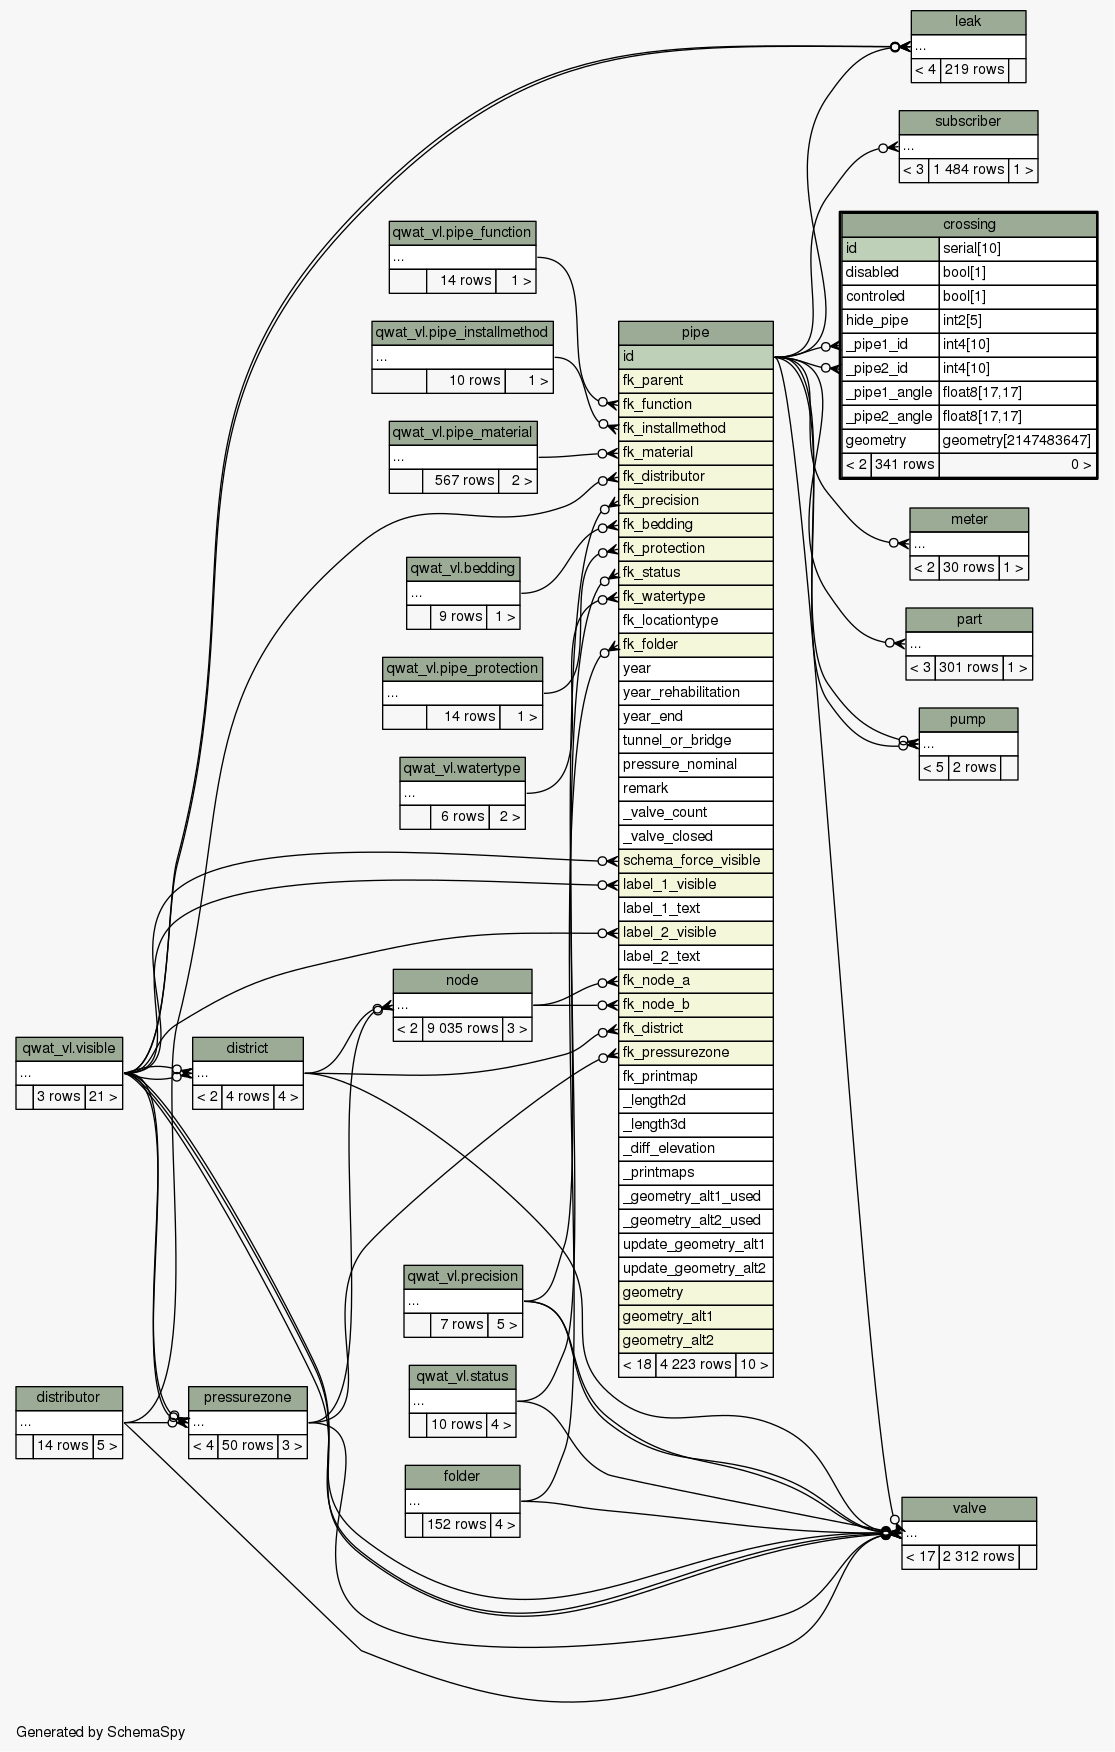 leak
...
< 4 219 rows
subscriber
...
< 3 1 484 rows 1 >
crossing
id serial[10]
disabled bool[1]
controled bool[1]
hide_pipe int2[5]
_pipe1_id int4[10]
_pipe2_id int4[10]
_pipe1_angle float8[17,17]
_pipe2_angle float8[17,17]
geometry geometry[2147483647]
< 2 341 rows 0 >
qwat_vl.pipe_function
...
14 rows 1 >
qwat_vl.pipe_installmethod
...
10 rows 1 >
qwat_vl.pipe_material
...
567 rows 2 >
qwat_vl.bedding
...
9 rows 1 >
qwat_vl.pipe_protection
...
14 rows 1 >
qwat_vl.watertype
...
6 rows 2 >
pipe
id
fk_parent
fk_function
fk_installmethod
fk_material
fk_distributor
fk_precision
fk_bedding
fk_protection
fk_status
fk_watertype
fk_locationtype
fk_folder
year
year_rehabilitation
year_end
tunnel_or_bridge
pressure_nominal
remark
_valve_count
_valve_closed
schema_force_visible
label_1_visible
label_1_text
label_2_visible
label_2_text
fk_node_a
fk_node_b
fk_district
fk_pressurezone
fk_printmap
_length2d
_length3d
_diff_elevation
_printmaps
_geometry_alt1_used
_geometry_alt2_used
update_geometry_alt1
update_geometry_alt2
geometry
geometry_alt1
geometry_alt2
< 18 4 223 rows 10 >
meter
...
< 2 30 rows 1 >
part
...
< 3 301 rows 1 >
pump
...
< 5 2 rows
node
...
< 2 9 035 rows 3 >
qwat_vl.visible
...
3 rows 21 >
district
...
< 2 4 rows 4 >
qwat_vl.precision
...
7 rows 5 >
qwat_vl.status
...
10 rows 4 >
distributor
...
14 rows 5 >
pressurezone
...
< 4 50 rows 3 >
folder
...
152 rows 4 >
valve
...
< 17 2 312 rows
Generated by SchemaSpy